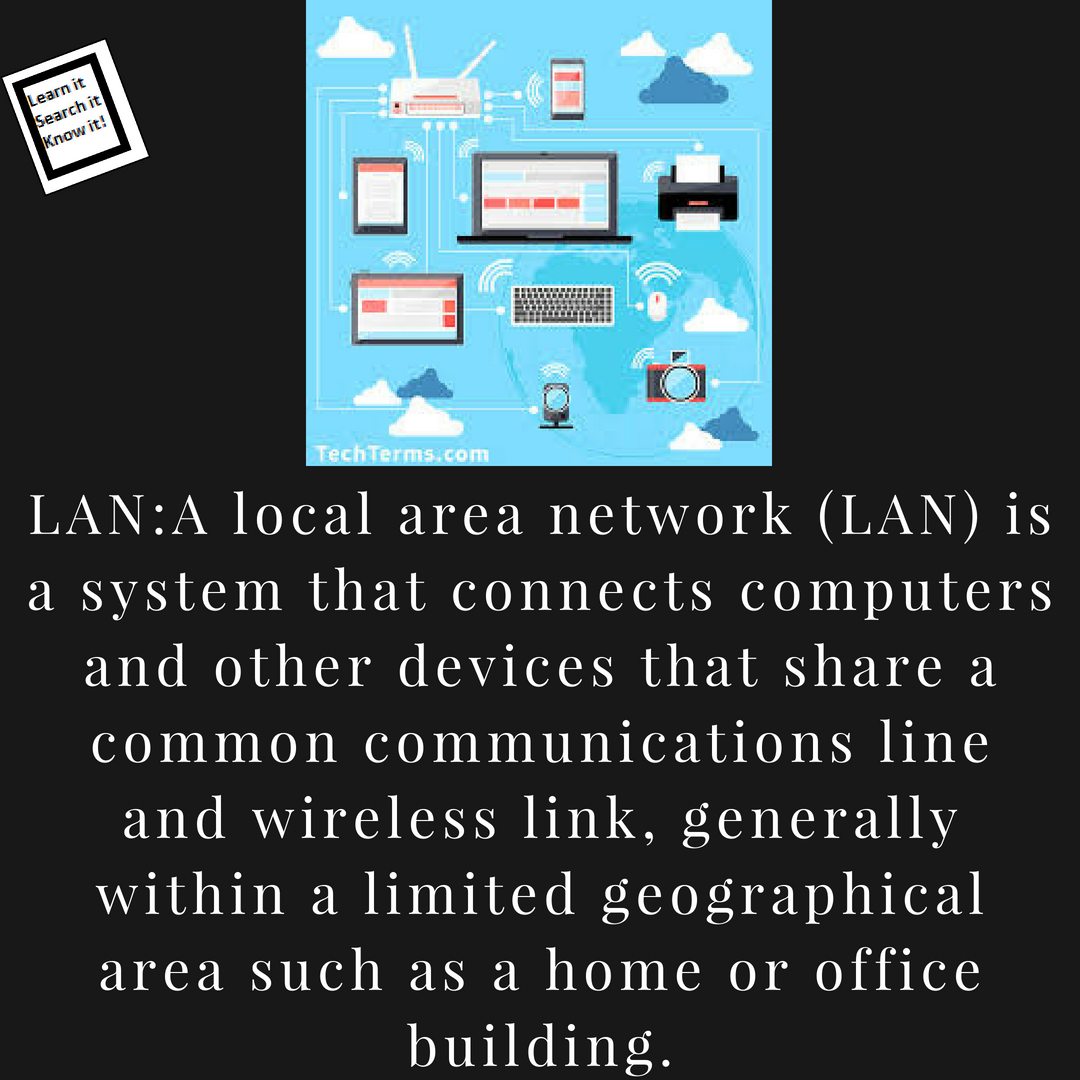 Learn it
Search it
Know it!
TechTerms.com
LAN:A local area network (LAN) is
a system that connects computers
and other devices that share a
common communications line
and wireless link, generally
within a limited geographical
area such as a home or office
building.